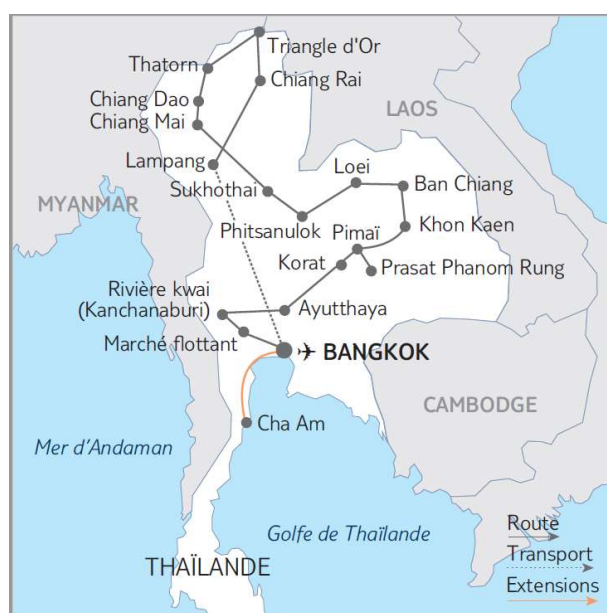 Triangle d'Or
Thatorn
Chiang Rai
Chiang Dao
Chiang Mai
LAOS
Lampang
Loei
Ban Chiang
Sukhothai
MYANMAR
Phitsanulok
Pimaï
Khon Kaen
Korat
Prasat Phanom Rung
Rivière kwai
(Kanchanaburi)
Ayutthaya
Marché flottant
BANGKOK
CAMBODGE
Cha Am
Mer d'Andaman
Golfe de Thaïlande
THAÏLANDE
Route
Transport
Extensions